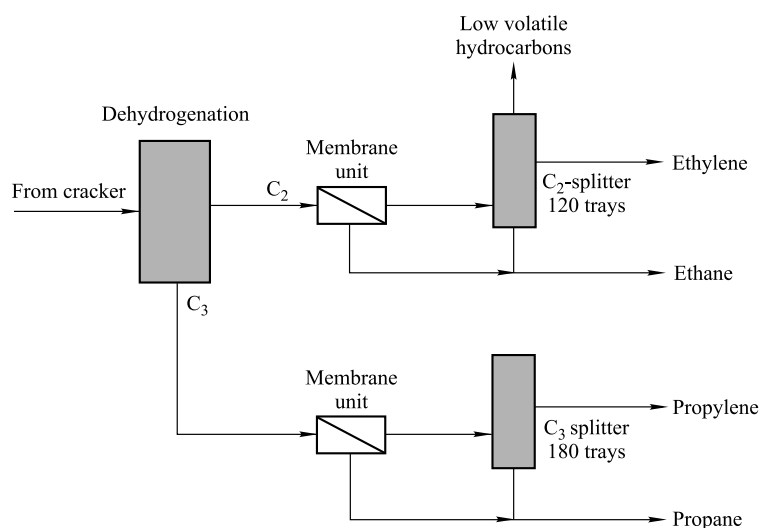 Low volatile
hydrocarbons
Dehydrogenation
Membrane
unit
From cracker
C₂
C₂-splitter
120 trays
Ethylene
Ethane
C₃
Membrane
unit
C₃ splitter
180 trays
Propylene
Propane